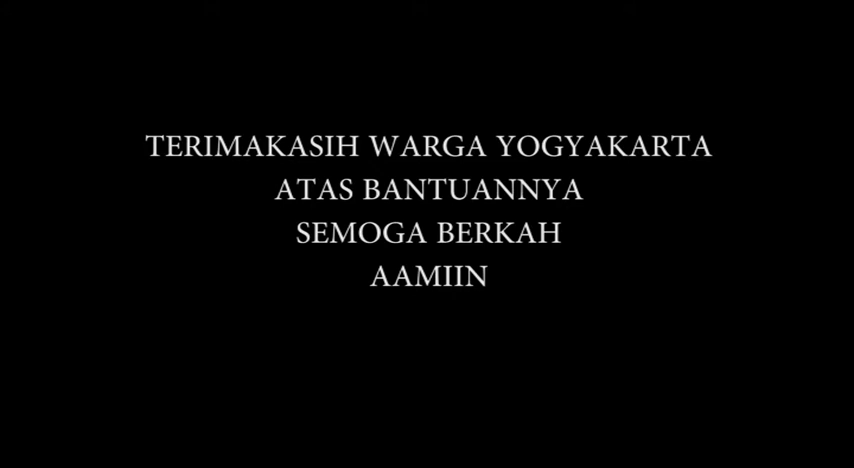 TERIMAKASIH WARGA YOGYAKARTA
ATAS BANTUANNYA
SEMOGA BERKAH
AAMIIN